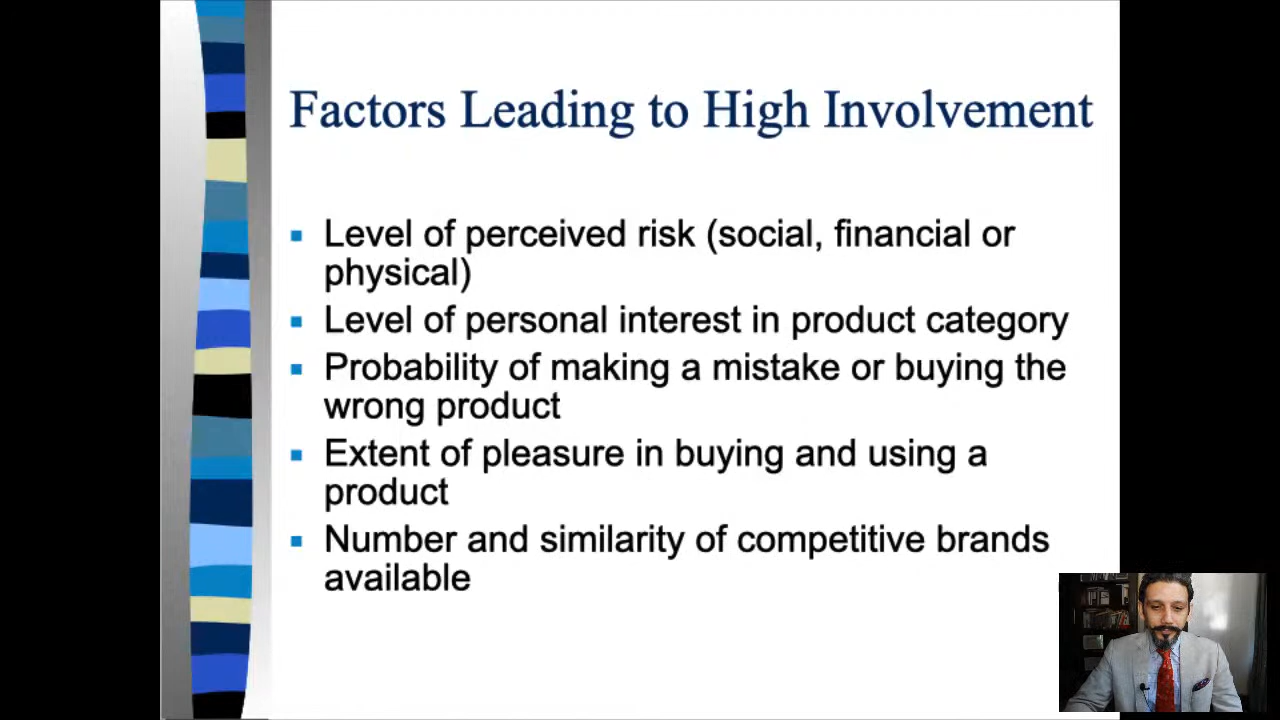 Factors Leading to High Involvement
Level of perceived risk (social, financial or
physical)
Level of personal interest in product category
Probability of making a mistake or buying the
wrong product
Extent of pleasure in buying and using a
product
Number and similarity of competitive brands
available